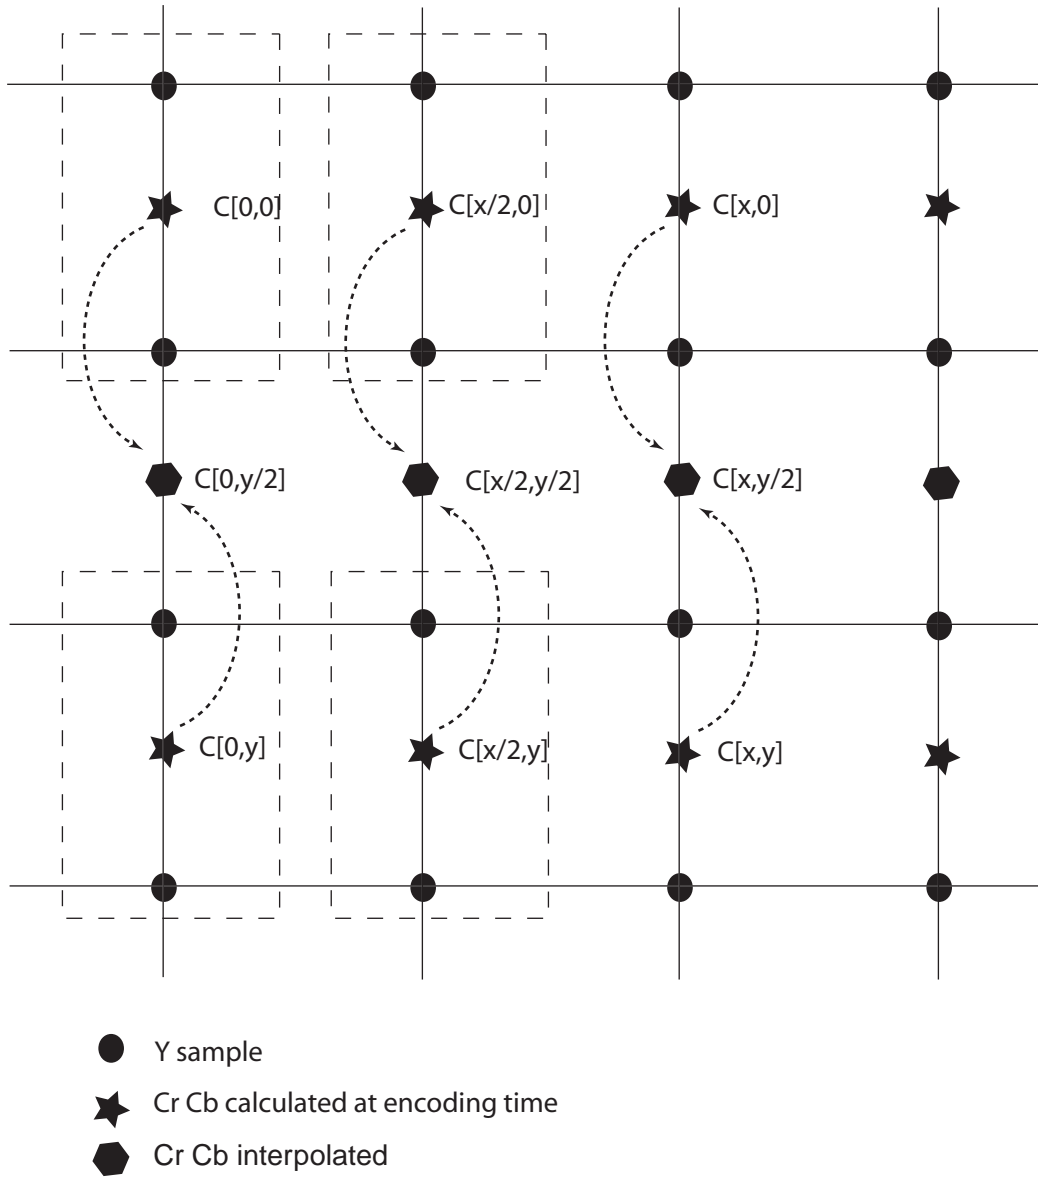 C[0,0]
C[x/2,0]
C[x,0]
C[0,y/2]
C[x/2,y/2]
C[x,y/2]
C[0,y]
C[x/2,y]
C[x,y]
Y sample
Cr Cb calculated at encoding time
Cr Cb interpolated